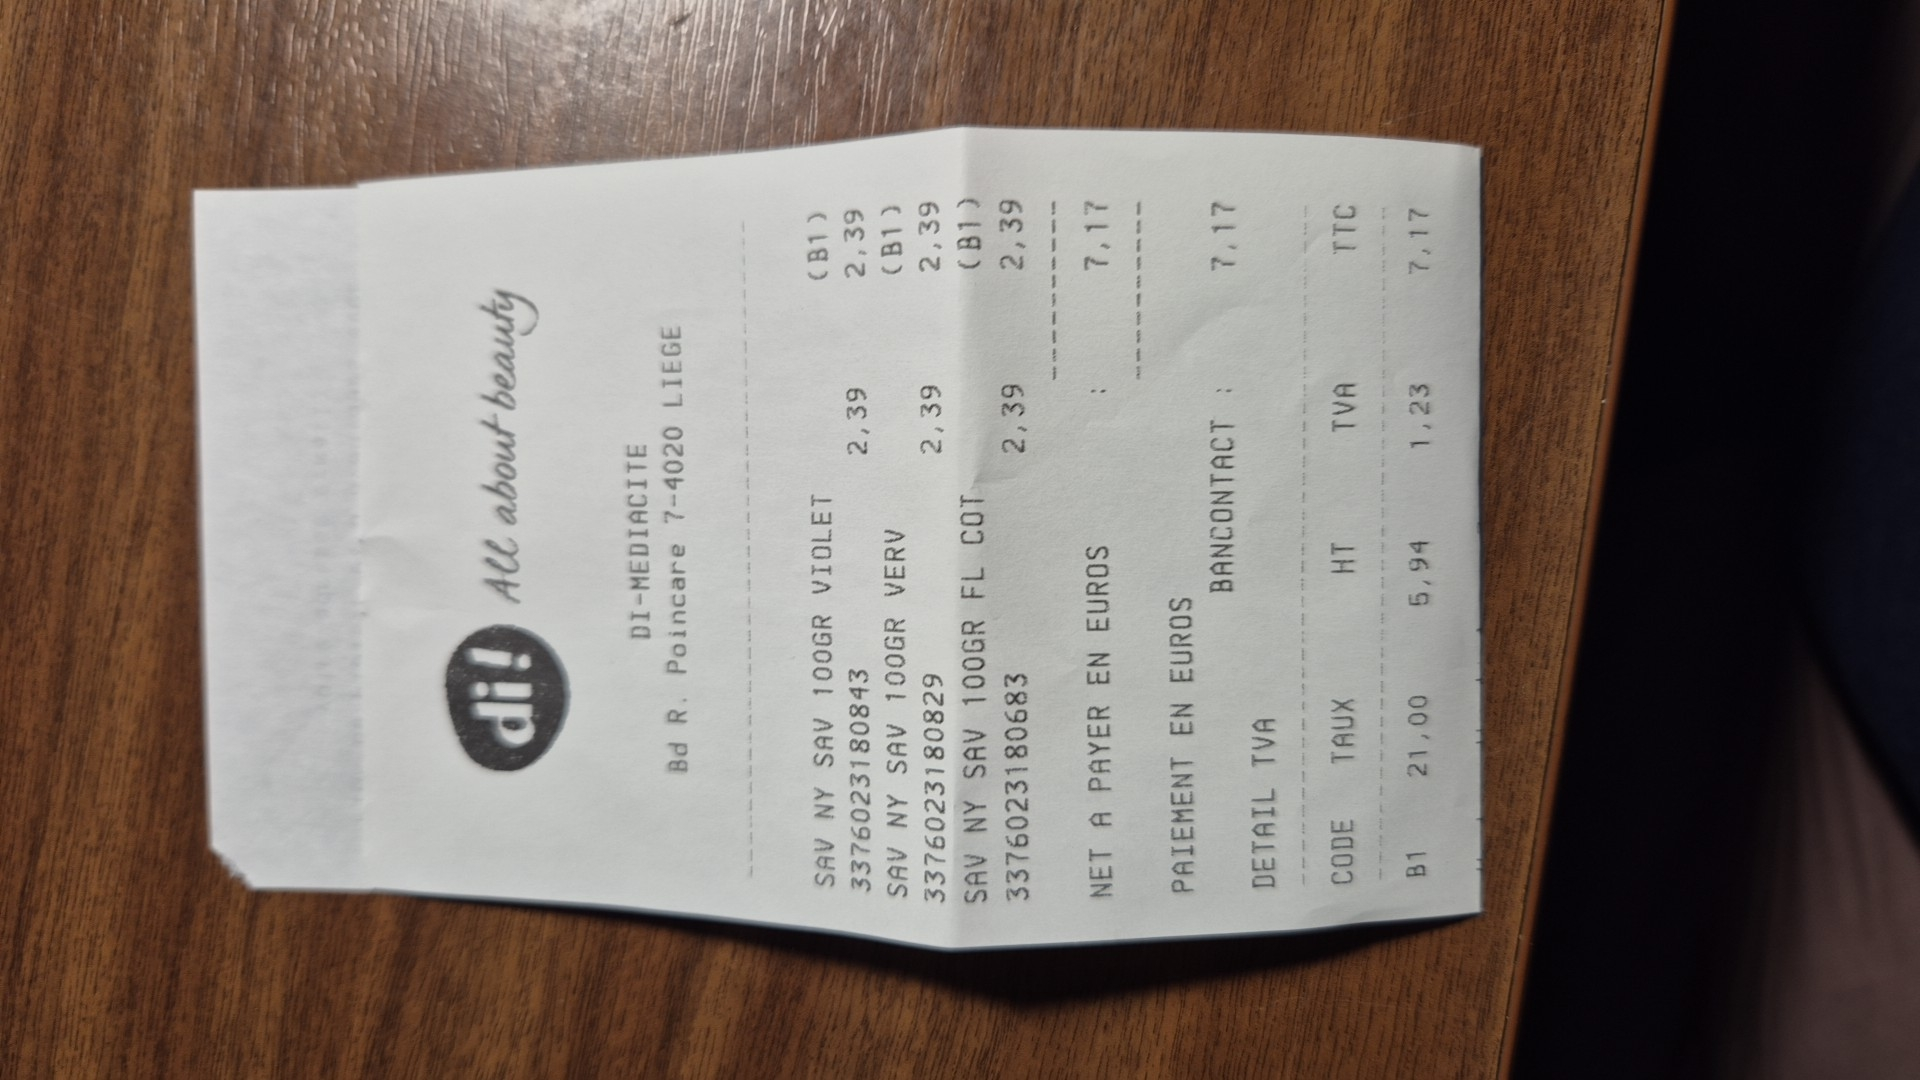 di! All about beauty
DI-MEDIACITE
Bd R. Poincare 7-4020 LIEGE
SAV NY SAV 100GR VIOLET (B1)
3376023180843 2,39 2,39
SAV NY SAV 100GR VERV (B1)
3376023180829 2,39 2,39
SAV NY SAV 100GR FL COT (B1)
3376023180683 2,39 2,39
----------
NET A PAYER EN EUROS : 7,17
----------
PAIEMENT EN EUROS
BANCONTACT : 7,17
DETAIL TVA
CODE TAUX HT TVA TTC
B1 21,00 5,94 1,23 7,17